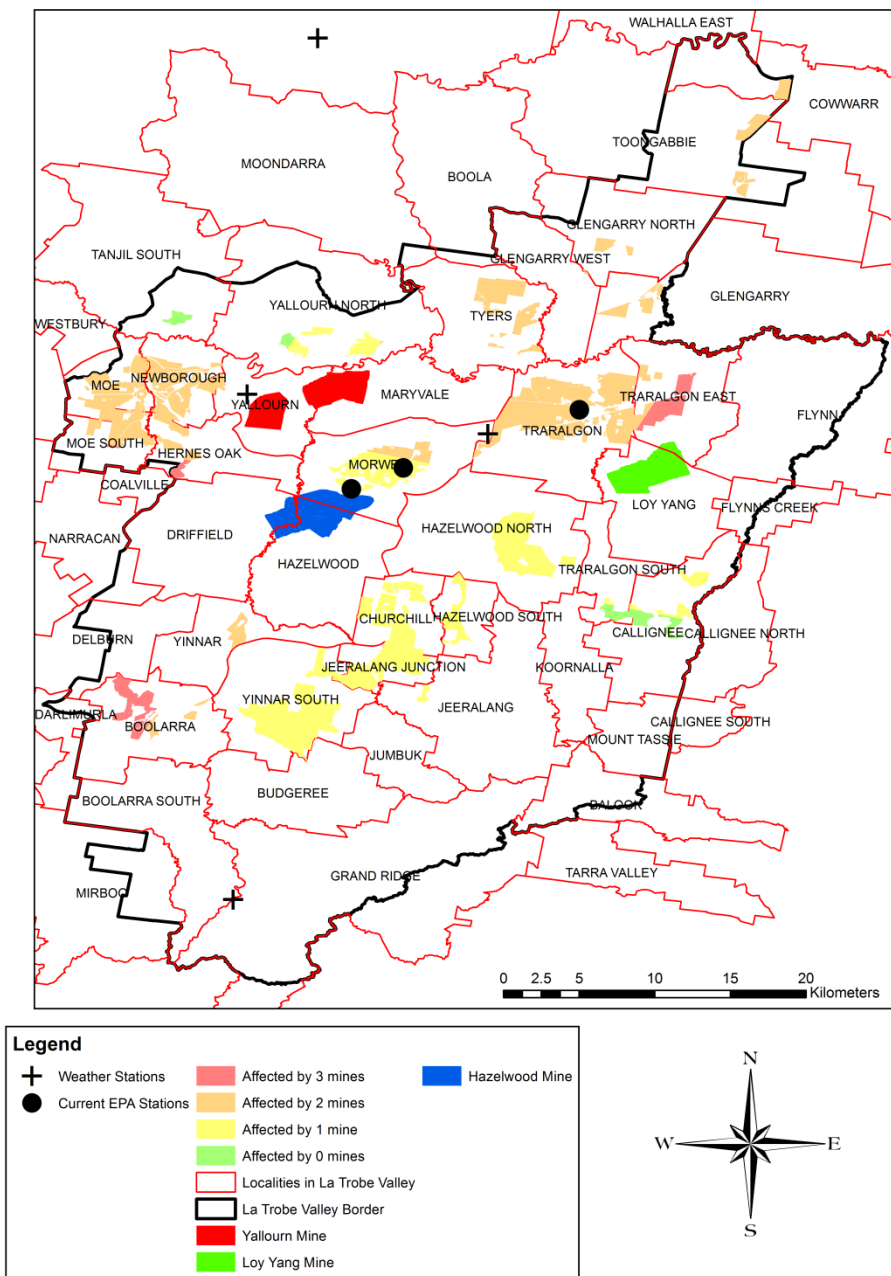 WALHALLA EAST
COWWARR
TOONGABBIE
MOONDARRA
BOOLA
GLENGARRY NORTH
TANJIL SOUTH
GLENGARRY WEST
GLENGARRY
YALLOURN NORTH
TYERS
WESTBURY
MOE
NEWBOROUGH
YALLOURN
MARYVALE
TRARALGON EAST
FLYNN
TRARALGON
MOE SOUTH
HERNES OAK
MORWE
COALVILLE
LOY YANG
FLYNNS CREEK
NARRACAN
DRIFFIELD
HAZELWOOD NORTH
HAZELWOOD
TRARALGON SOUTH
CHURCHILL
HAZELWOOD SOUTH
DELBURN
YINNAR
CALLIGNEE
CALLIGNEE NORTH
JEERALANG JUNCTION
KOORNALLA
YINNAR SOUTH
JEERALANG
DARLIMURLA
BOOLARRA
CALLIGNEE SOUTH
MOUNT TASSIE
JUMBUK
BOOLARRA SOUTH
BUDGEREE
BALOOK
GRAND RIDGE
TARRA VALLEY
MIRBOO
0 2.5 5 10 15 20
Kilometers
Legend
Weather Stations
Current EPA Stations
Affected by 3 mines
Affected by 2 mines
Affected by 1 mine
Affected by 0 mines
Localities in La Trobe Valley
La Trobe Valley Border
Yallourn Mine
Loy Yang Mine
Hazelwood Mine
N
W
E
S